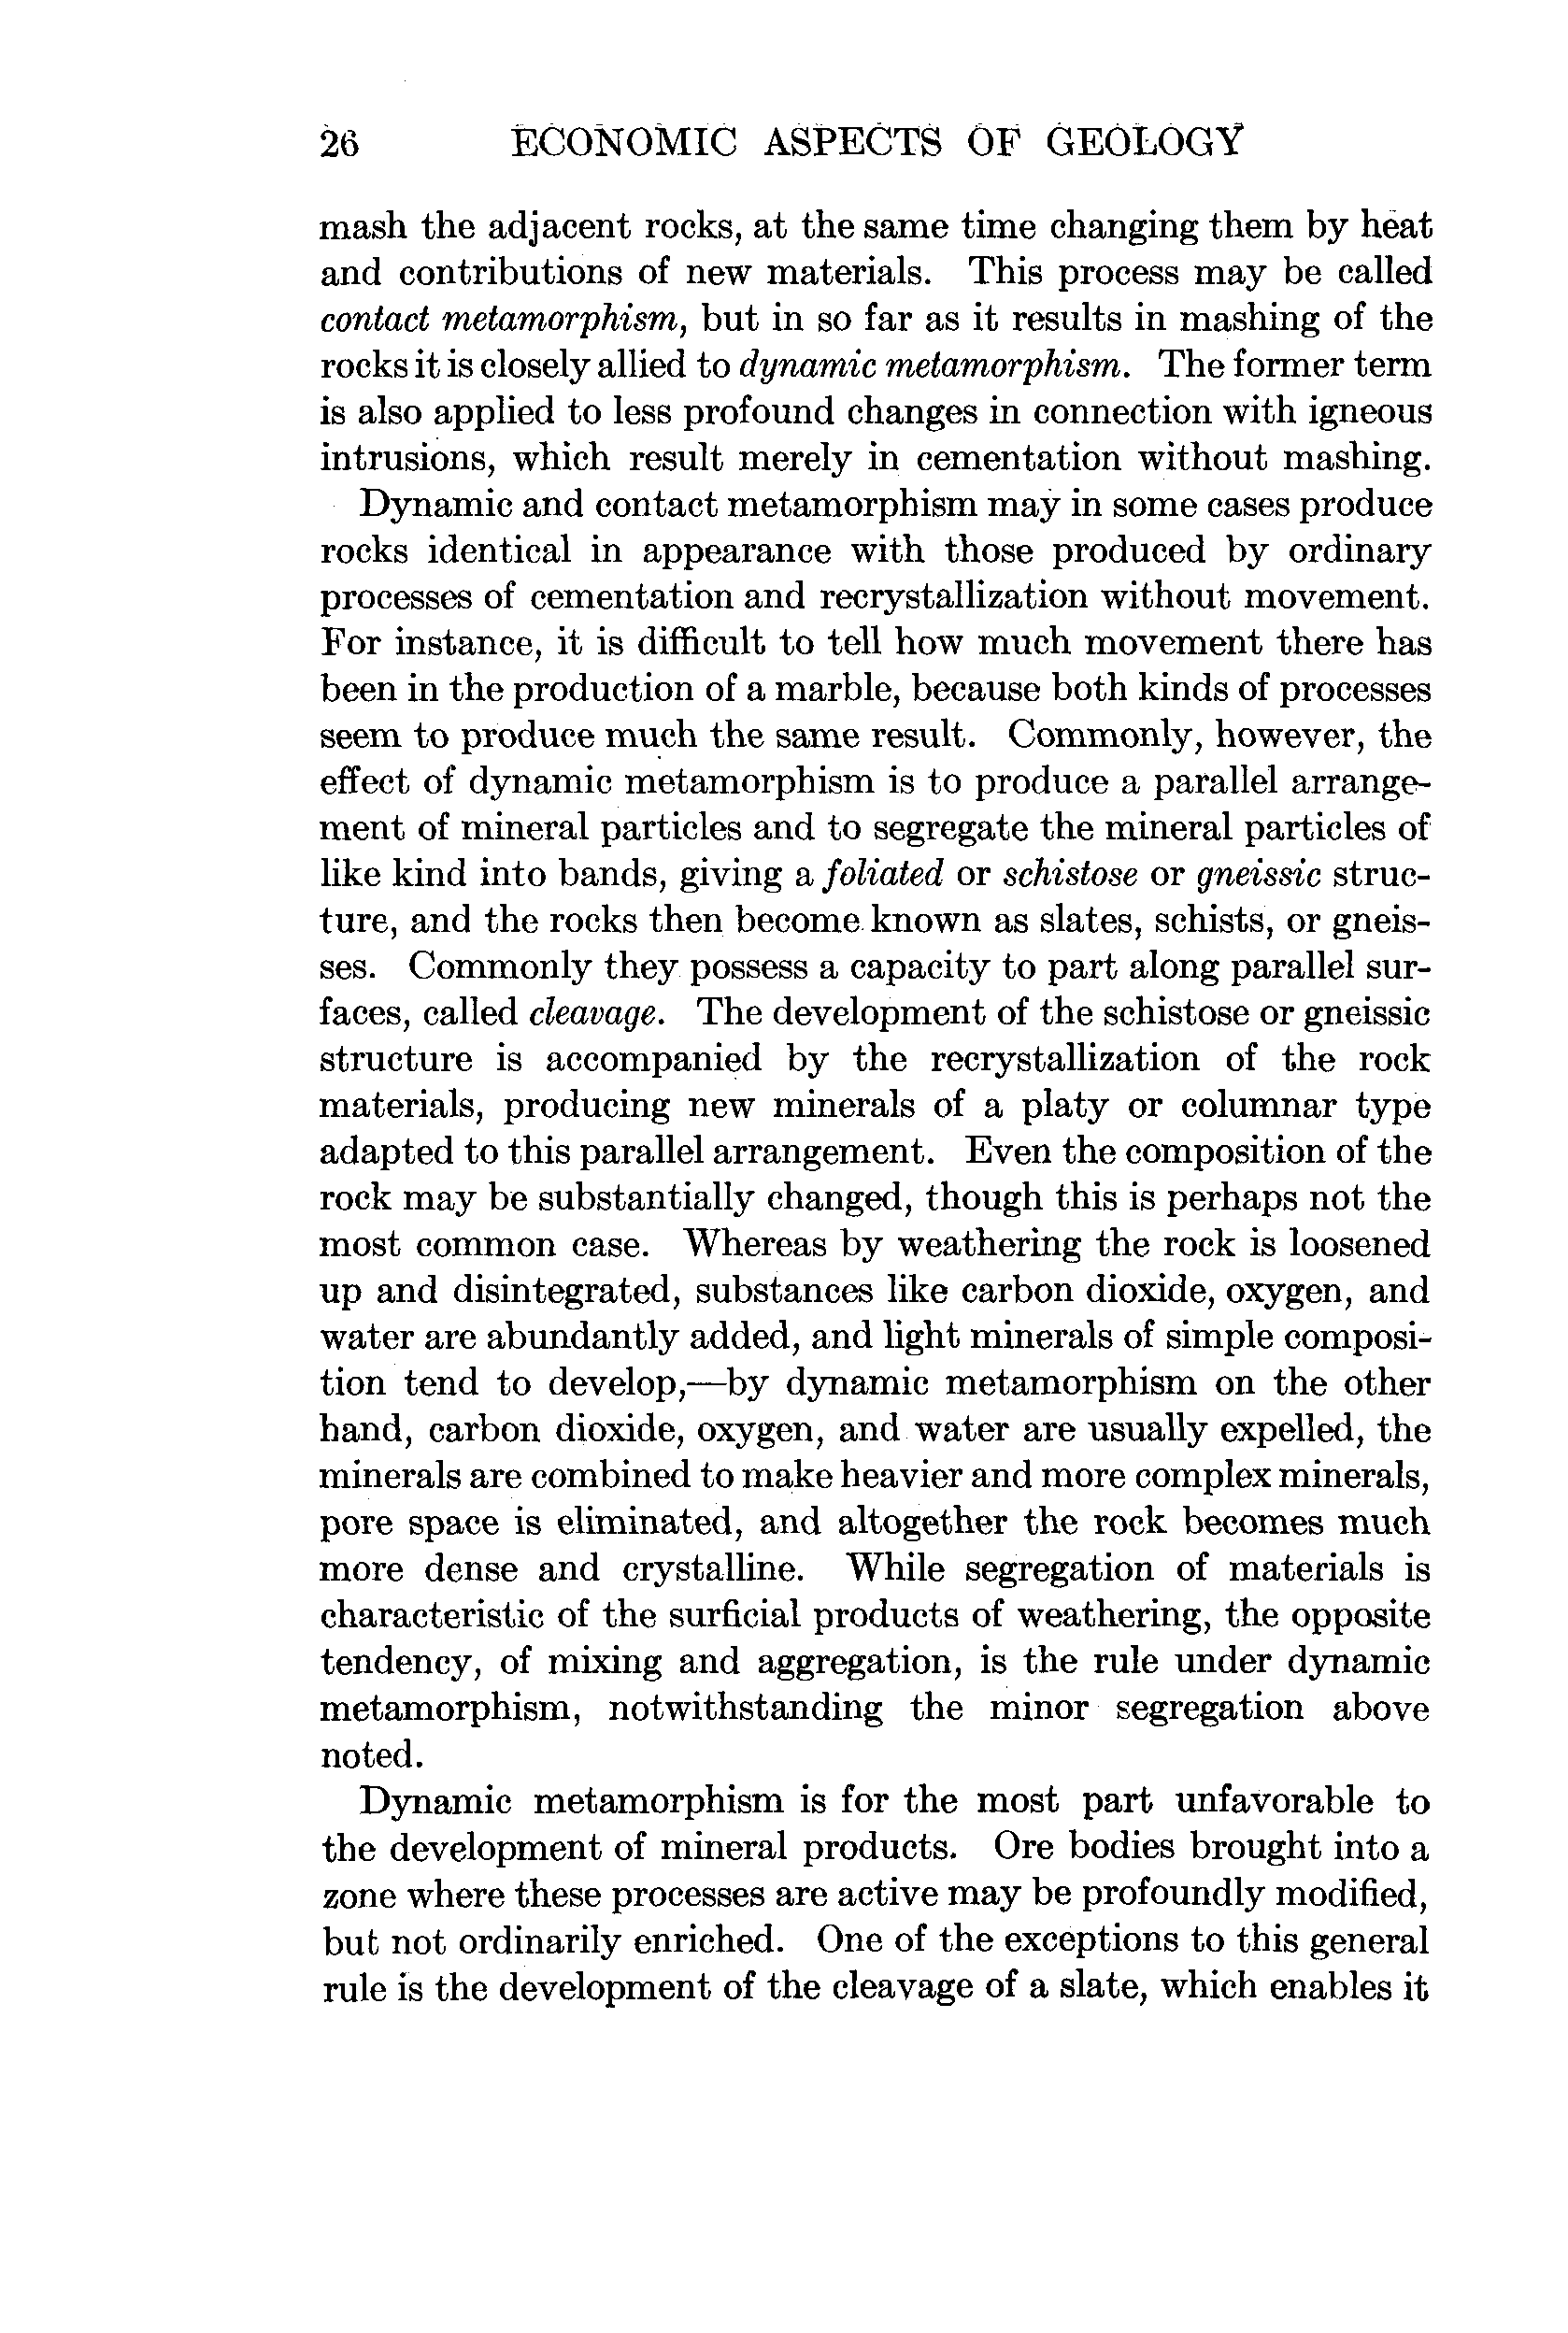 26 ECONOMIC ASPECTS OF GEOLOGY
mash the adjacent rocks, at the same time changing them by heat
and contributions of new materials. This process may be called
contact metamorphism, but in so far as it results in mashing of the
rocks it is closely allied to dynamic metamorphism. The former term
is also applied to less profound changes in connection with igneous
intrusions, which result merely in cementation without mashing.
Dynamic and contact metamorphism may in some cases produce
rocks identical in appearance with those produced by ordinary
processes of cementation and recrystallization without movement.
For instance, it is difficult to tell how much movement there has
been in the production of a marble, because both kinds of processes
seem to produce much the same result. Commonly, however, the
effect of dynamic metamorphism is to produce a parallel arrange-
ment of mineral particles and to segregate the mineral particles of
like kind into bands, giving a foliated or schistose or gneissic struc-
ture, and the rocks then become known as slates, schists, or gneis-
ses. Commonly they possess a capacity to part along parallel sur-
faces, called cleavage. The development of the schistose or gneissic
structure is accompanied by the recrystallization of the rock
materials, producing new minerals of a platy or columnar type
adapted to this parallel arrangement. Even the composition of the
rock may be substantially changed, though this is perhaps not the
most common case. Whereas by weathering the rock is loosened
up and disintegrated, substances like carbon dioxide, oxygen, and
water are abundantly added, and light minerals of simple composi-
tion tend to develop,—by dynamic metamorphism on the other
hand, carbon dioxide, oxygen, and water are usually expelled, the
minerals are combined to make heavier and more complex minerals,
pore space is eliminated, and altogether the rock becomes much
more dense and crystalline. While segregation of materials is
characteristic of the surficial products of weathering, the opposite
tendency, of mixing and aggregation, is the rule under dynamic
metamorphism, notwithstanding the minor segregation above
noted.
Dynamic metamorphism is for the most part unfavorable to
the development of mineral products. Ore bodies brought into a
zone where these processes are active may be profoundly modified,
but not ordinarily enriched. One of the exceptions to this general
rule is the development of the cleavage of a slate, which enables it